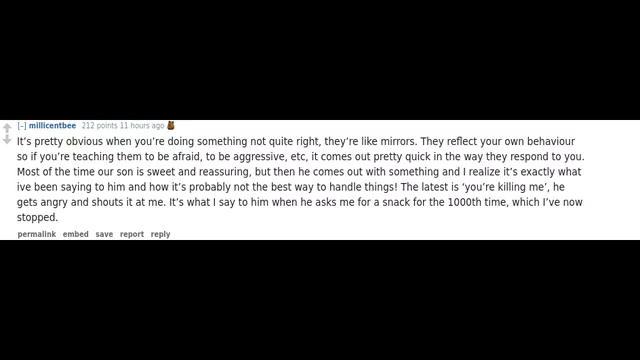 [–] millicentbee 212 points 11 hours ago
It's pretty obvious when you're doing something not quite right, they're like mirrors. They reflect your own behaviour
so if you're teaching them to be afraid, to be aggressive, etc, it comes out pretty quick in the way they respond to you.
Most of the time our son is sweet and reassuring, but then he comes out with something and I realize it's exactly what
ive been saying to him and how it's probably not the best way to handle things! The latest is 'you're killing me', he
gets angry and shouts it at me. It's what I say to him when he asks me for a snack for the 1000th time, which I've now
stopped.
permalink embed save report reply